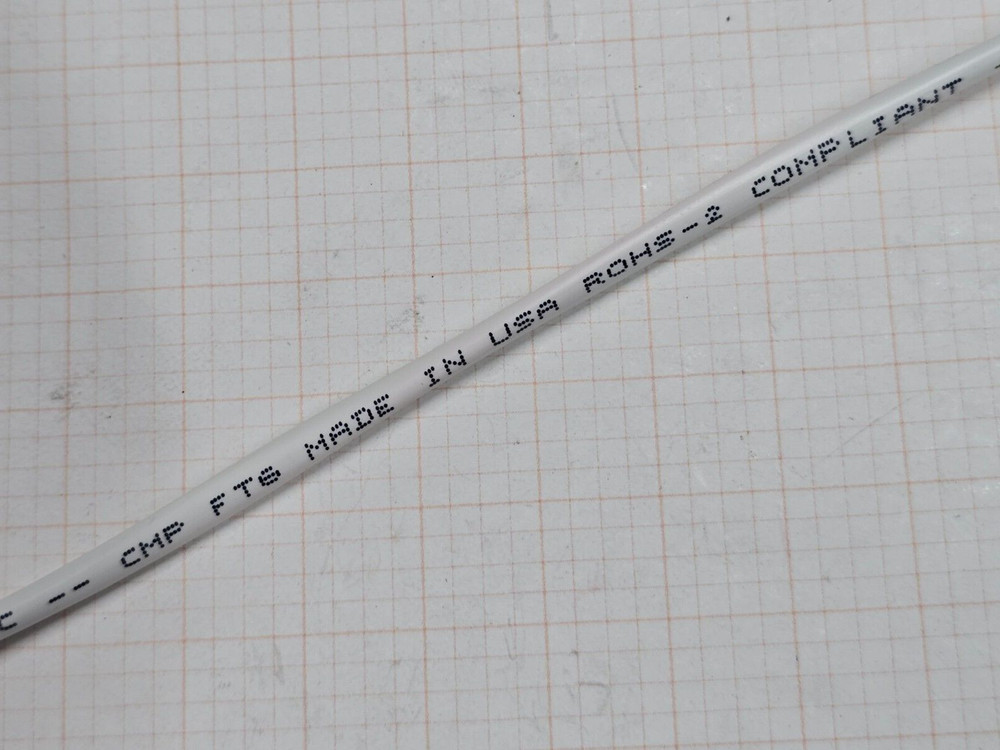 C -- CMP FT6 MADE IN USA ROHS-2 COMPLIANT